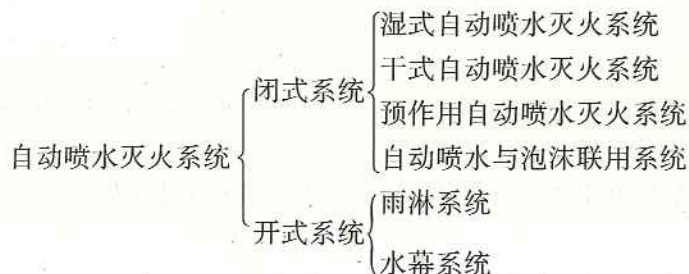 湿式自动喷水灭火系统
干式自动喷水灭火系统
闭式系统
预作用自动喷水灭火系统
自动喷水灭火系统
自动喷水与泡沫联用系统
雨淋系统
开式系统
水幕系统